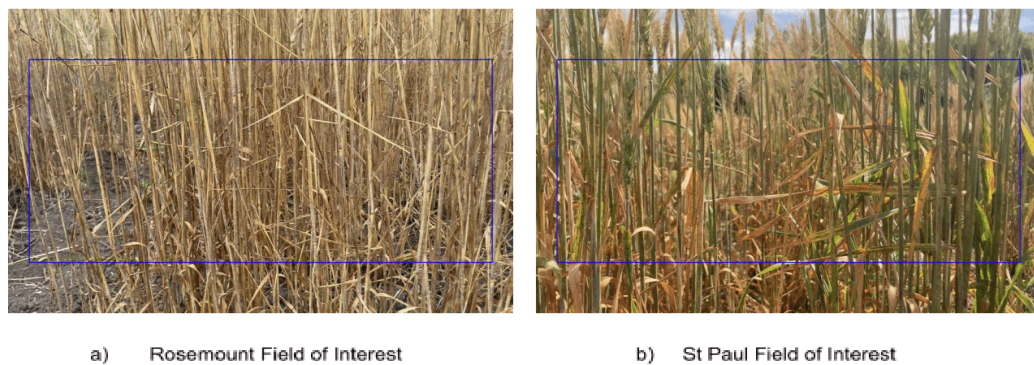 a) Rosemount Field of Interest
b) St Paul Field of Interest